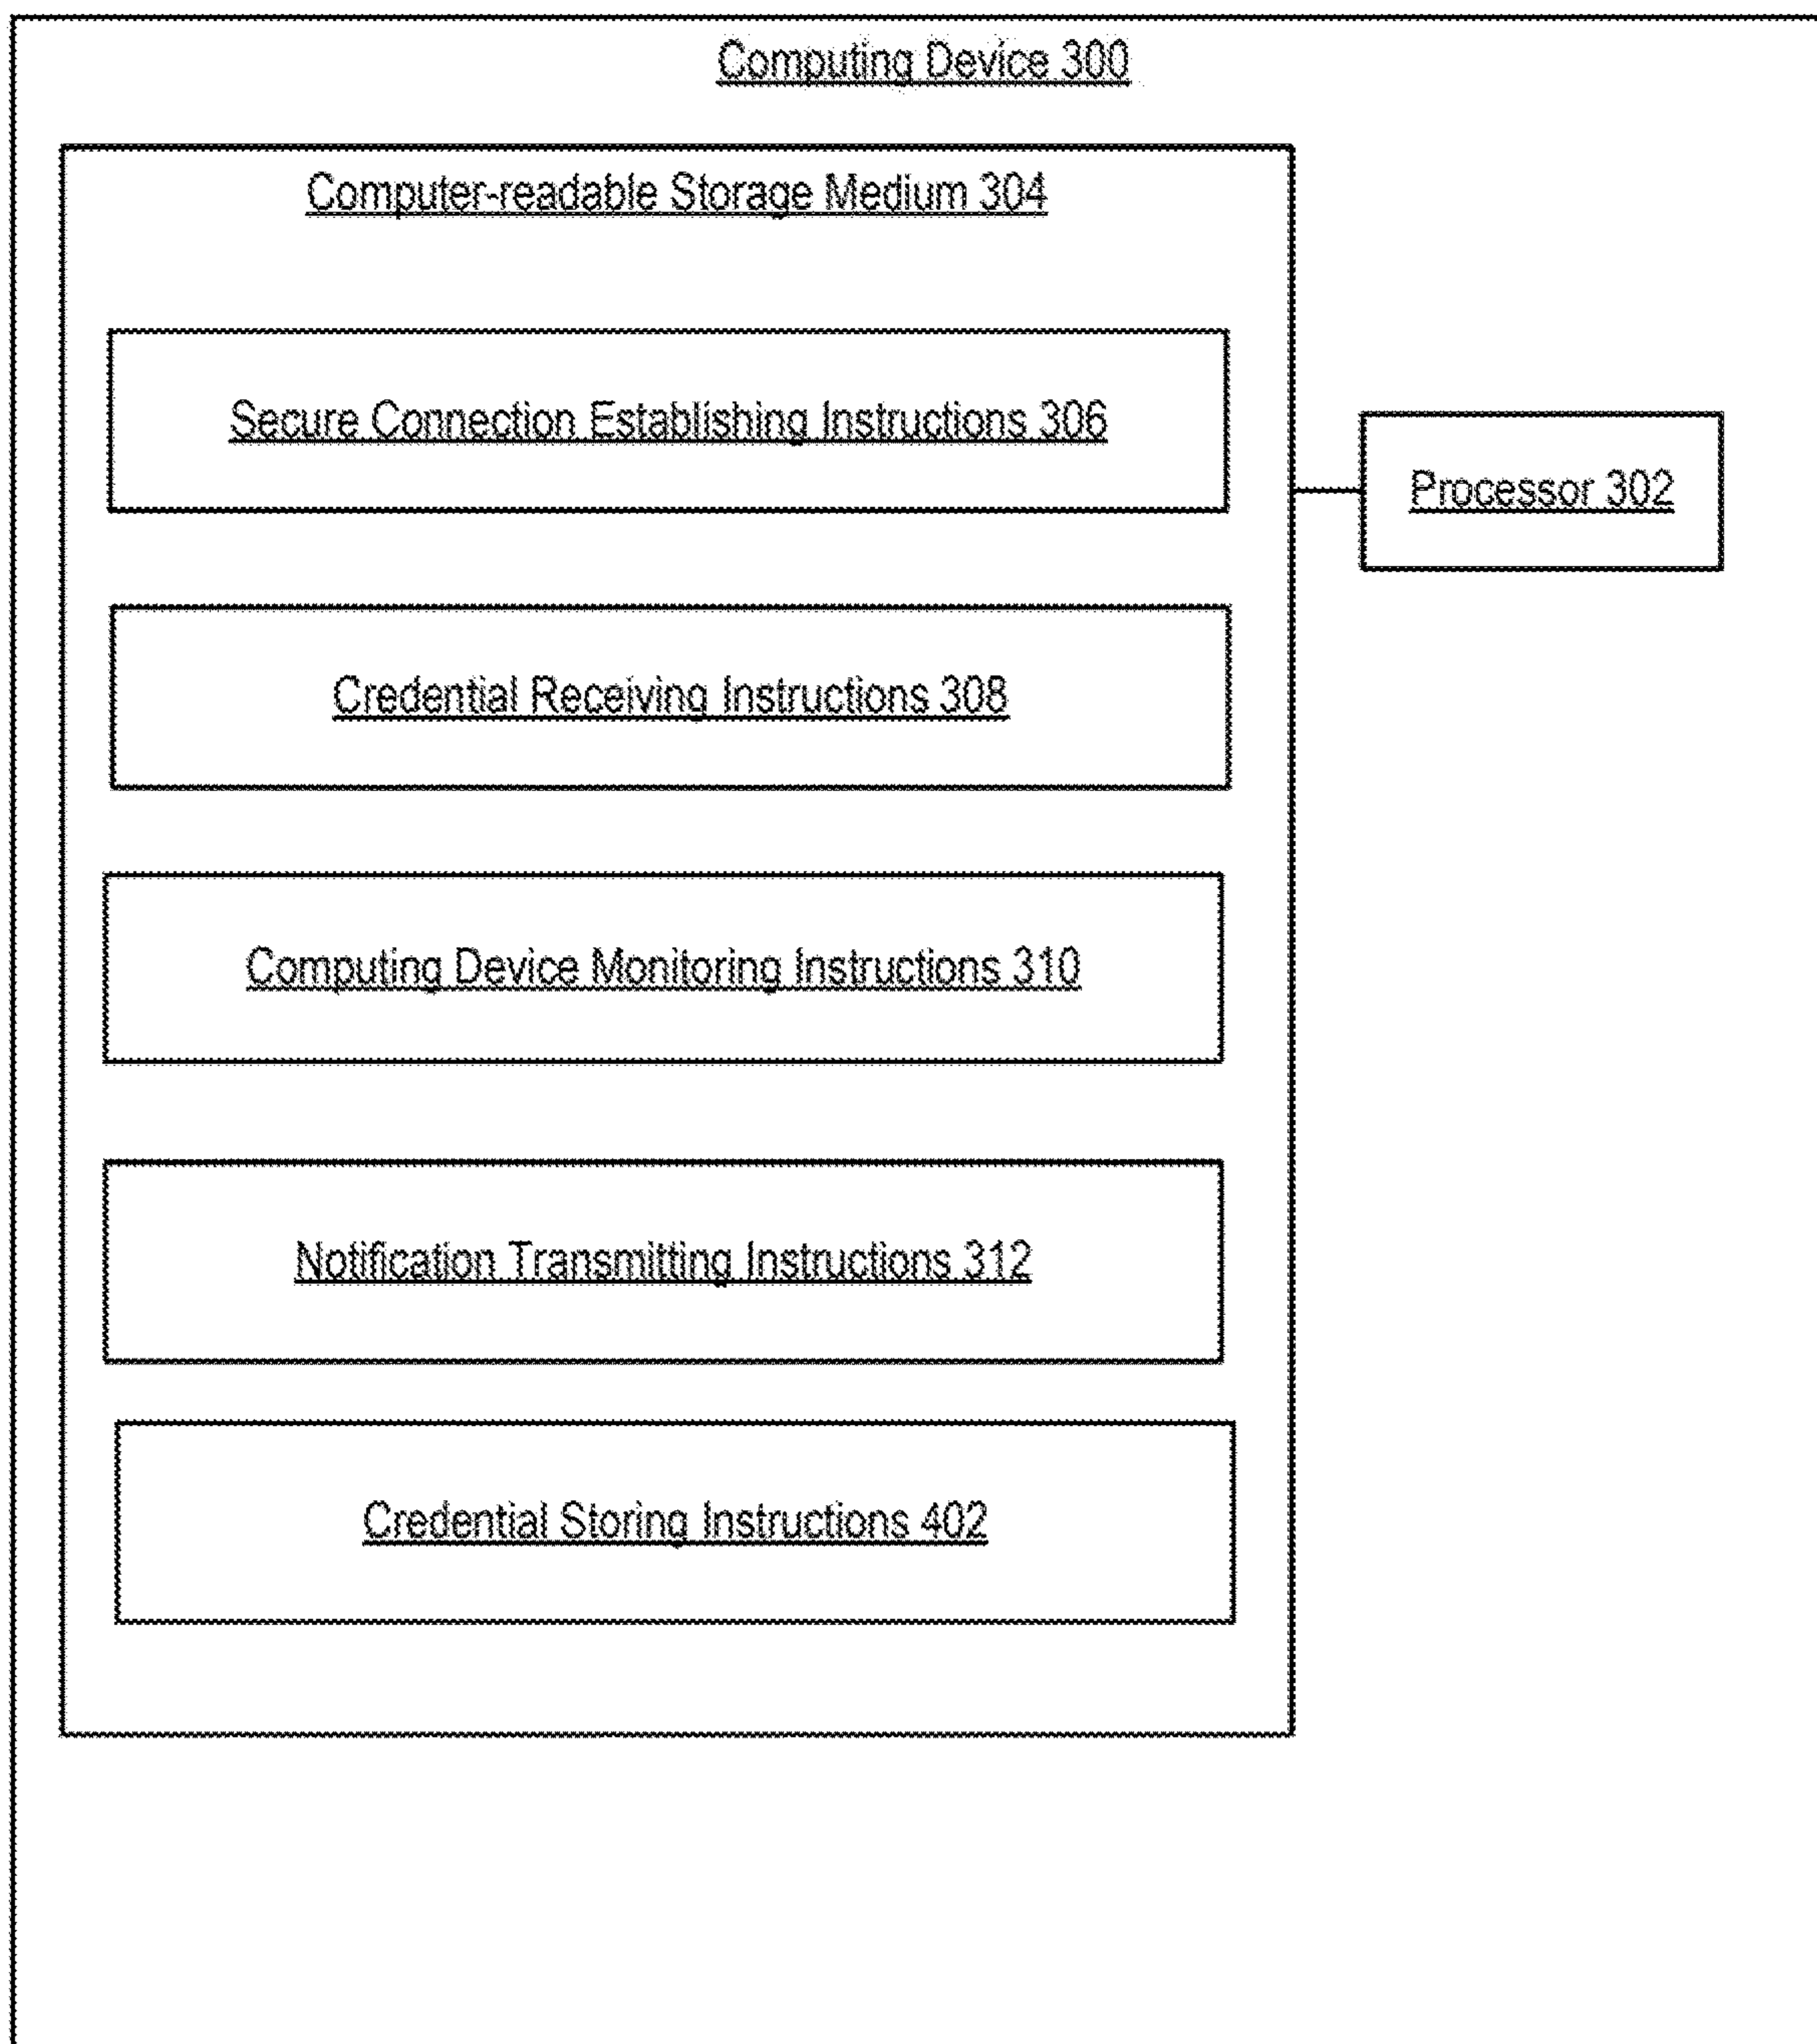 Computing Device 300
Computer-readable Storage Medium 304
Secure Connection Establishing Instructions 306
Processor 302
Credential Receiving Instructions 308
Computing Device Monitoring Instructions 310
Notification Transmitting Instructions 312
Credential Storing Instructions 402